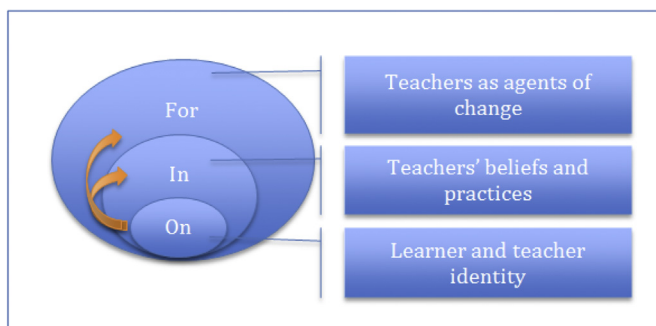 For
Teachers as agents of
change
In
Teachers’ beliefs and
practices
On
Learner and teacher
identity